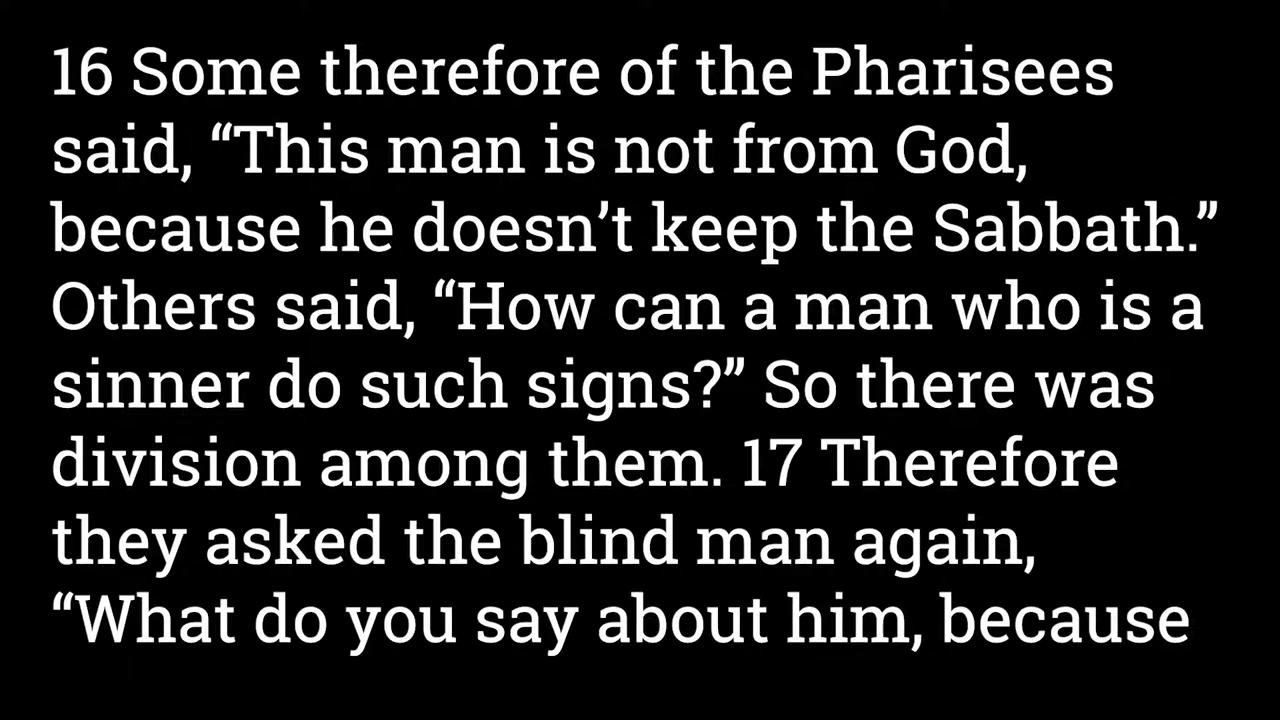 16 Some therefore of the Pharisees
said, “This man is not from God,
because he doesn’t keep the Sabbath.”
Others said, “How can a man who is a
sinner do such signs?” So there was
division among them. 17 Therefore
they asked the blind man again,
“What do you say about him, because